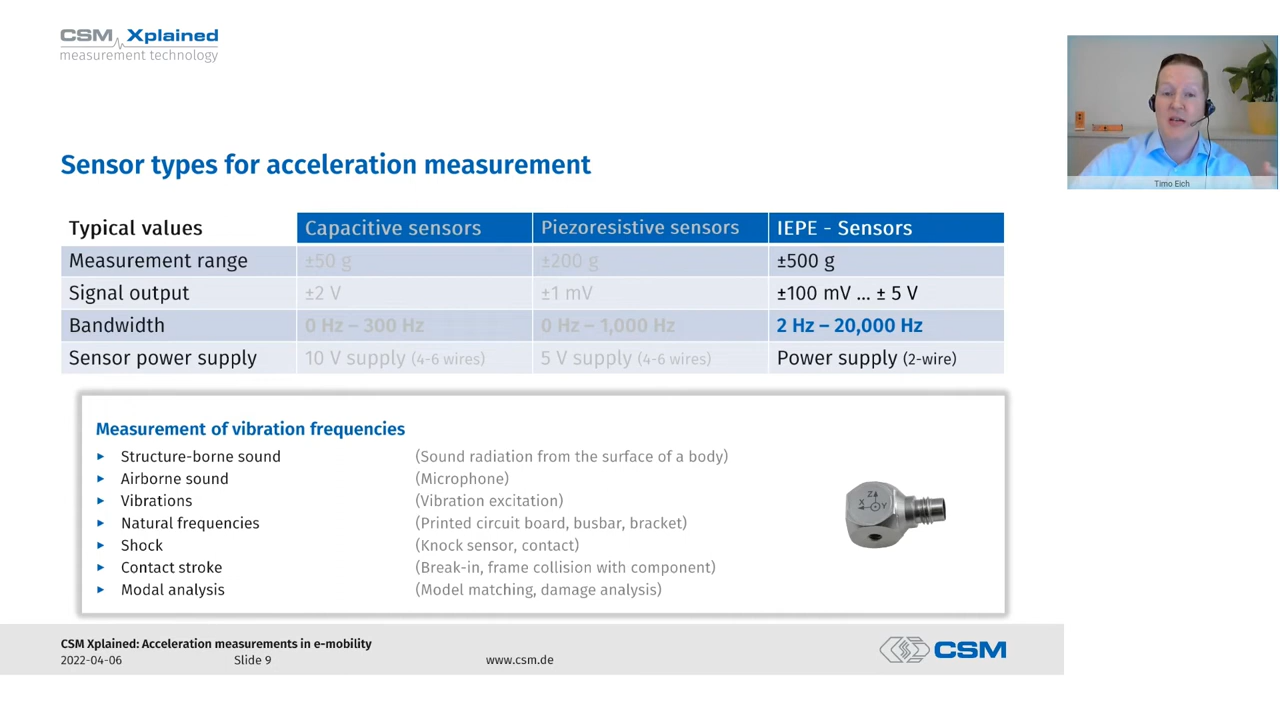 CSM Xplained
measurement technology
Timo Eich
Sensor types for acceleration measurement
Typical values Capacitive sensors Piezoresistive sensors IEPE - Sensors
Measurement range ±50 g ±200 g ±500 g
Signal output ±2 V ±1 mV ±100 mV ... ± 5 V
Bandwidth 0 Hz – 300 Hz 0 Hz – 1,000 Hz 2 Hz – 20,000 Hz
Sensor power supply 10 V supply (4-6 wires) 5 V supply (4-6 wires) Power supply (2-wire)
Measurement of vibration frequencies
► Structure-borne sound (Sound radiation from the surface of a body)
► Airborne sound (Microphone)
► Vibrations (Vibration excitation)
► Natural frequencies (Printed circuit board, busbar, bracket)
► Shock (Knock sensor, contact)
► Contact stroke (Break-in, frame collision with component)
► Modal analysis (Model matching, damage analysis)
Z
X
Y
CSM Xplained: Acceleration measurements in e-mobility
2022-04-06 Slide 9 www.csm.de
CSM